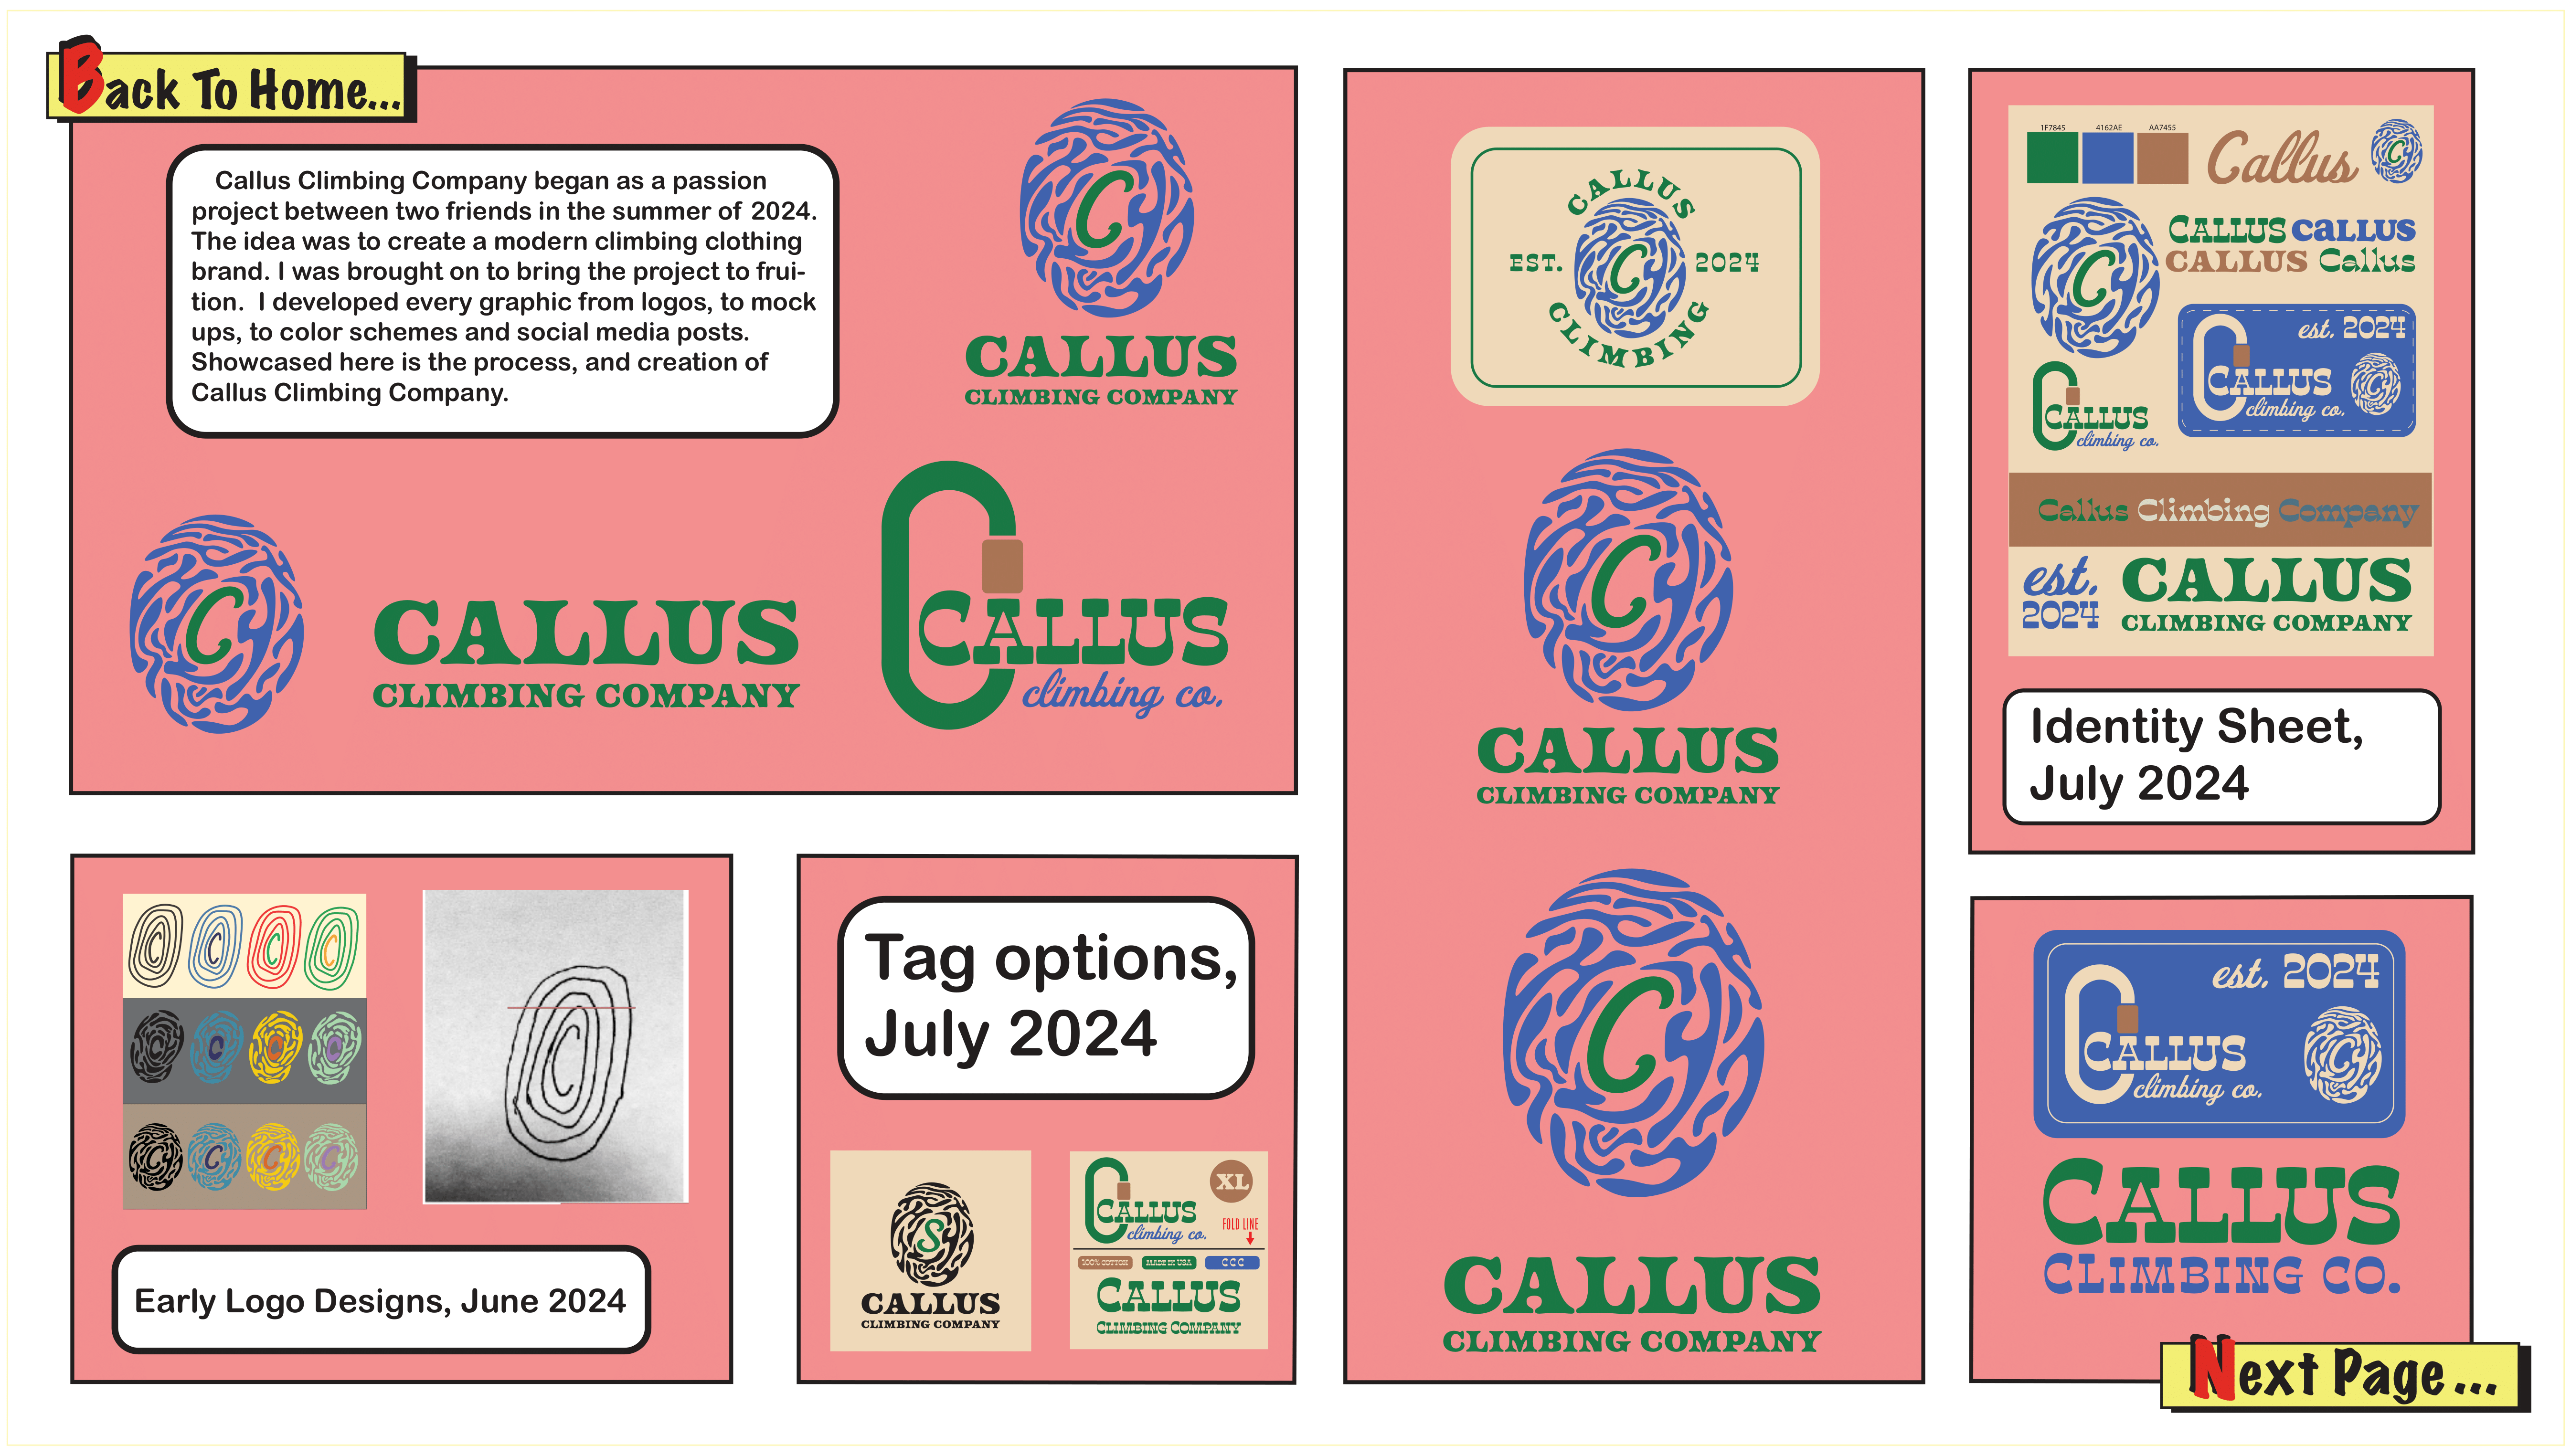 Back To Home...
Callus Climbing Company began as a passion
project between two friends in the summer of 2024.
The idea was to create a modern climbing clothing
brand. I was brought on to bring the project to frui-
tion.  I developed every graphic from logos, to mock
ups, to color schemes and social media posts.
Showcased here is the process, and creation of
Callus Climbing Company.
C
CALLUS
CLIMBING COMPANY
C
CALLUS
CLIMBING COMPANY
CALLUS
climbing co.
CALLUS
EST. C 2024
CLIMBING
C
CALLUS
CLIMBING COMPANY
C
CALLUS
CLIMBING COMPANY
1F7845 4162AE AA7455
Callus C
C
CALLUS CALLUS
CALLUS Callus
est. 2024
CALLUS C
climbing co.
CALLUS
climbing co.
Callus Climbing Company
est.
2024
CALLUS
CLIMBING COMPANY
Identity Sheet,
July 2024
C C C C
C C C C
C C C C
C
Early Logo Designs, June 2024
Tag options,
July 2024
S
CALLUS
CLIMBING COMPANY
XL
CALLUS
climbing co.
FOLD LINE
100% COTTON MADE IN USA CCC
CALLUS
CLIMBING COMPANY
est. 2024
CALLUS C
climbing co.
CALLUS
CLIMBING CO.
Next Page...